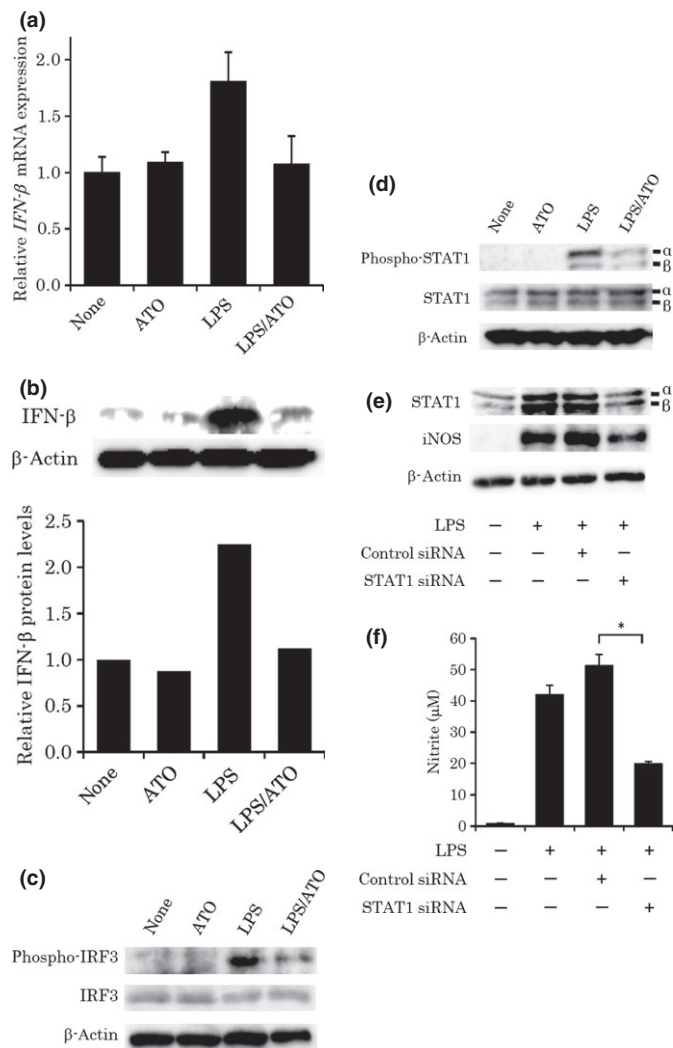 (a)
Relative IFN-β mRNA expression
2.0
1.5
1.0
0.5
0.0
None ATO LPS LPS/ATO
(b)
IFN-β
β-Actin
Relative IFN-β protein levels
2.5
2.0
1.5
1.0
0.5
0.0
None ATO LPS LPS/ATO
(c)
None ATO LPS LPS/ATO
Phospho-IRF3
IRF3
β-Actin
(d)
None ATO LPS LPS/ATO
Phospho-STAT1 α
β
STAT1 α
β
β-Actin
(e)
STAT1 α
β
iNOS
β-Actin
LPS – + + +
Control siRNA – – + –
STAT1 siRNA – – – +
(f)
Nitrite (μM)
60
50
40
30
20
10
0
*
LPS – + + +
Control siRNA – – + –
STAT1 siRNA – – – +